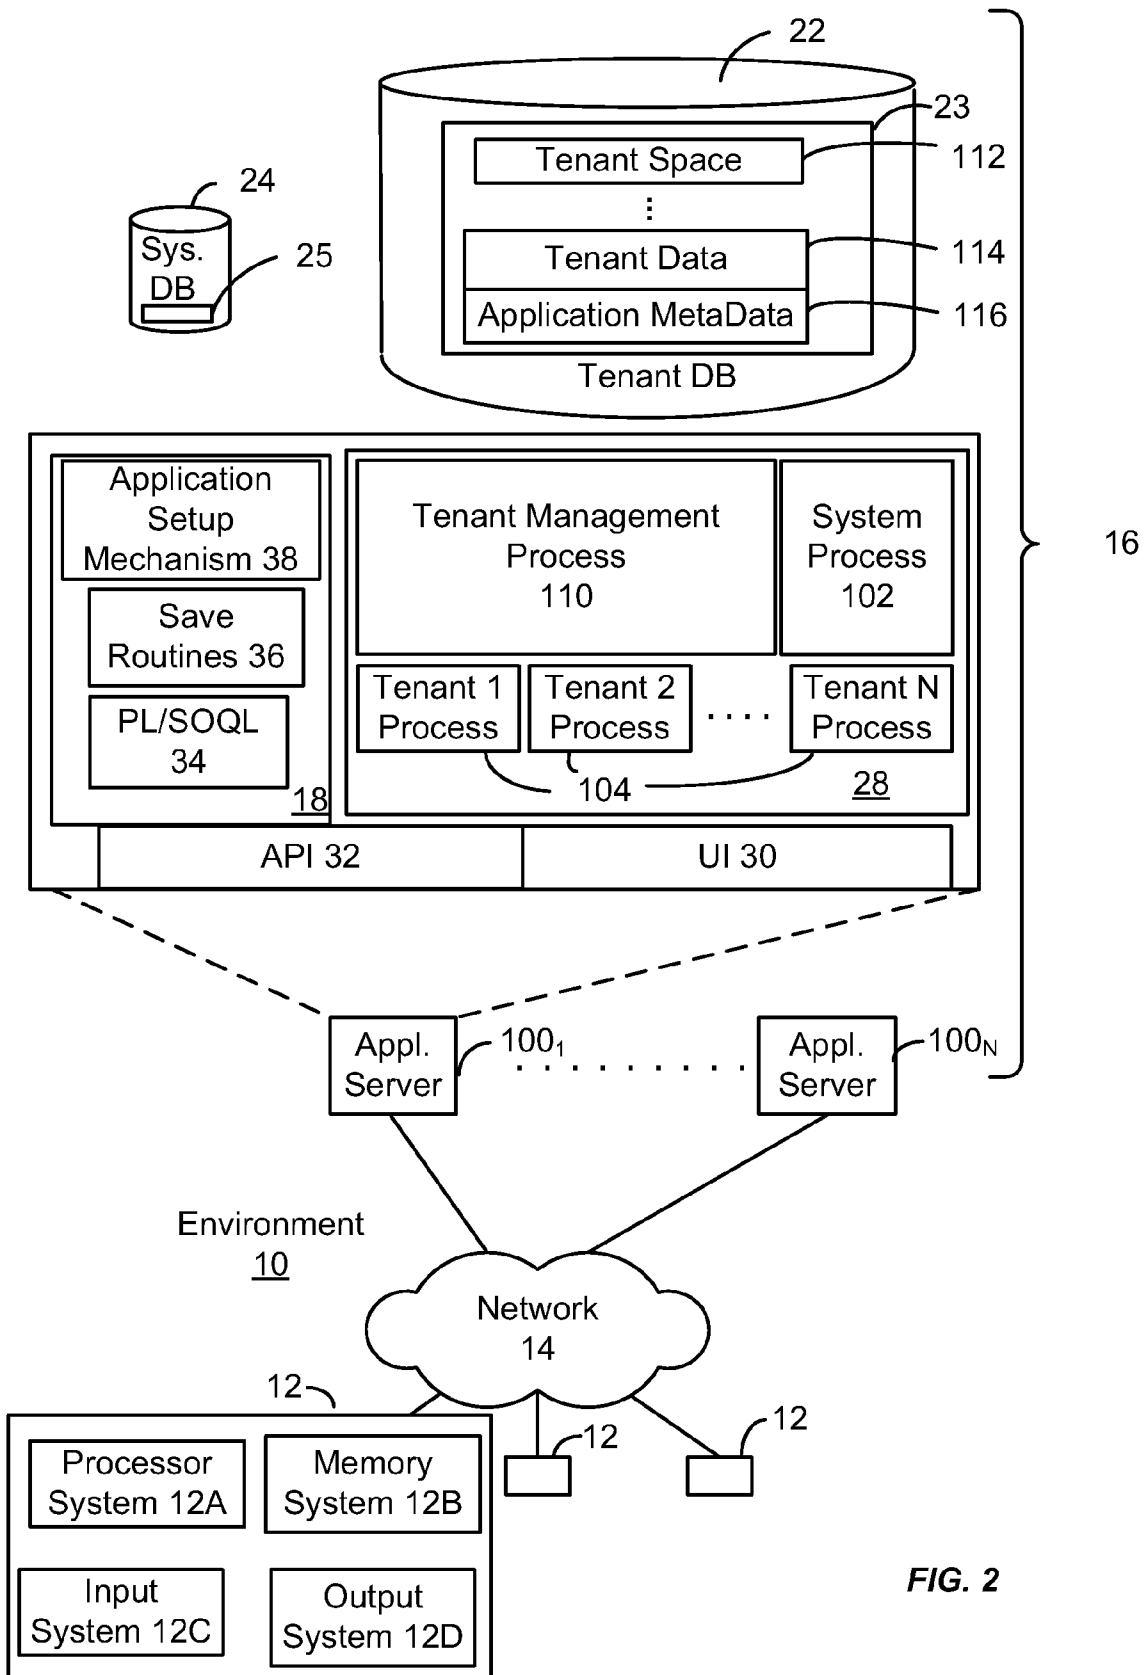 22
23
Tenant Space
112
24
Sys.
DB
25
Tenant Data
114
Application MetaData
116
Tenant DB
Application
Setup
Mechanism 38
Save
Routines 36
PL/SOQL
34
18
Tenant Management
Process
110
System
Process
102
Tenant 1
Process
Tenant 2
Process
. . . .
Tenant N
Process
104
28
API 32
UI 30
16
Appl.
Server
100₁
. . . . . . . . .
Appl.
Server
100N
Environment
10
Network
14
12
12
12
Processor
System 12A
Memory
System 12B
Input
System 12C
Output
System 12D
FIG. 2